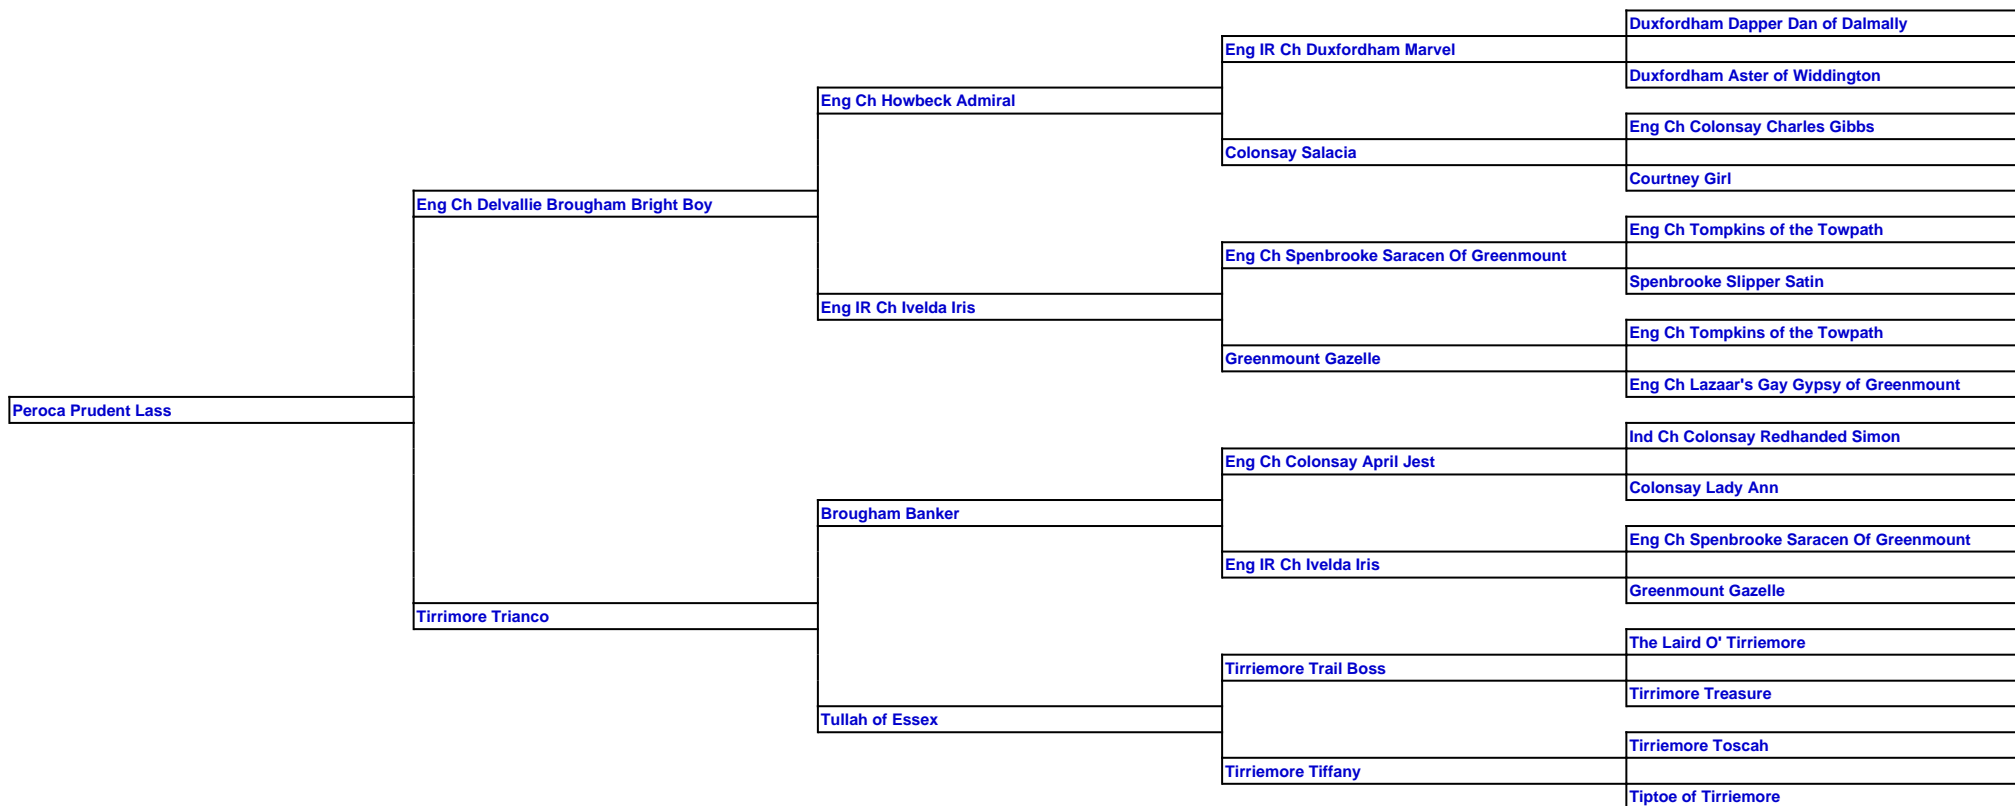 Duxfordham Dapper Dan of Dalmally
Eng IR Ch Duxfordham Marvel
Duxfordham Aster of Widdington
Eng Ch Howbeck Admiral
Eng Ch Colonsay Charles Gibbs
Colonsay Salacia
Courtney Girl
Eng Ch Delvallie Brougham Bright Boy
Eng Ch Tompkins of the Towpath
Eng Ch Spenbrooke Saracen Of Greenmount
Spenbrooke Slipper Satin
Eng IR Ch Ivelda Iris
Eng Ch Tompkins of the Towpath
Greenmount Gazelle
Eng Ch Lazaar's Gay Gypsy of Greenmount
Peroca Prudent Lass
Ind Ch Colonsay Redhanded Simon
Eng Ch Colonsay April Jest
Colonsay Lady Ann
Brougham Banker
Eng Ch Spenbrooke Saracen Of Greenmount
Eng IR Ch Ivelda Iris
Greenmount Gazelle
Tirrimore Trianco
The Laird O' Tirriemore
Tirriemore Trail Boss
Tirrimore Treasure
Tullah of Essex
Tirriemore Toscah
Tirriemore Tiffany
Tiptoe of Tirriemore